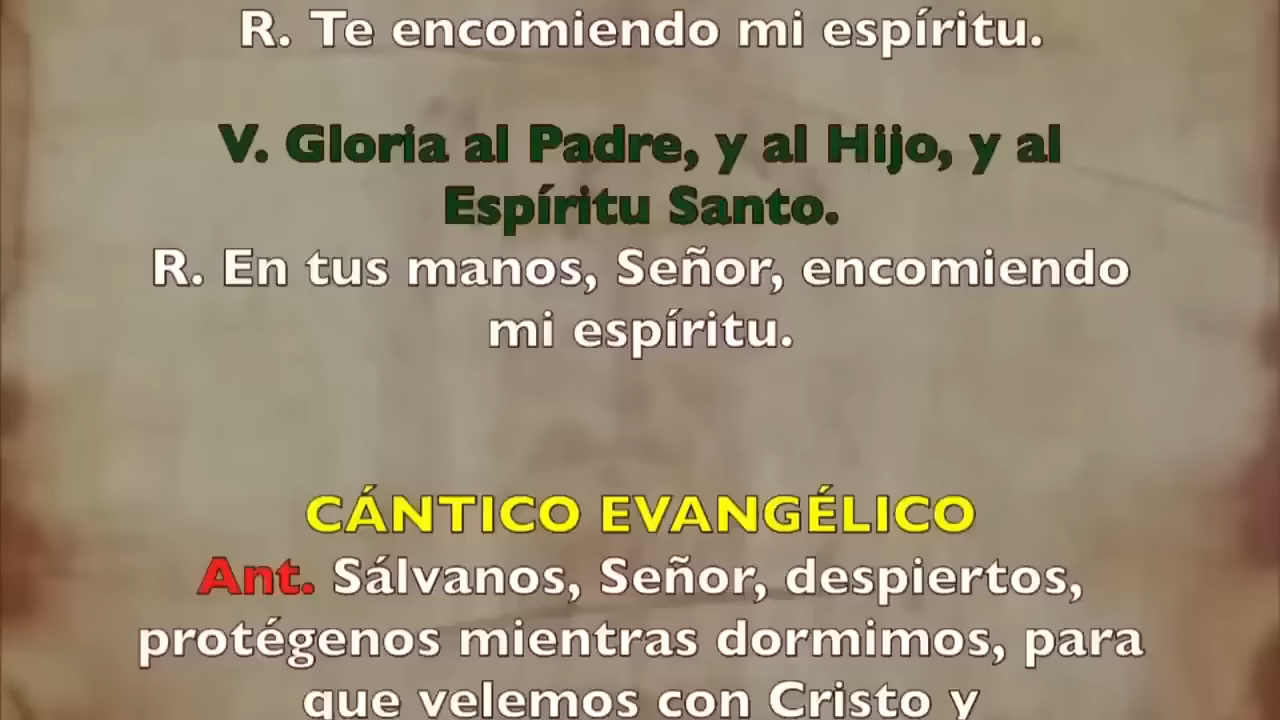 R. Te encomiendo mi espíritu.
V. Gloria al Padre, y al Hijo, y al
Espíritu Santo.
R. En tus manos, Señor, encomiendo
mi espíritu.
CÁNTICO EVANGÉLICO
Ant. Sálvanos, Señor, despiertos,
protégenos mientras dormimos, para
que velemos con Cristo y